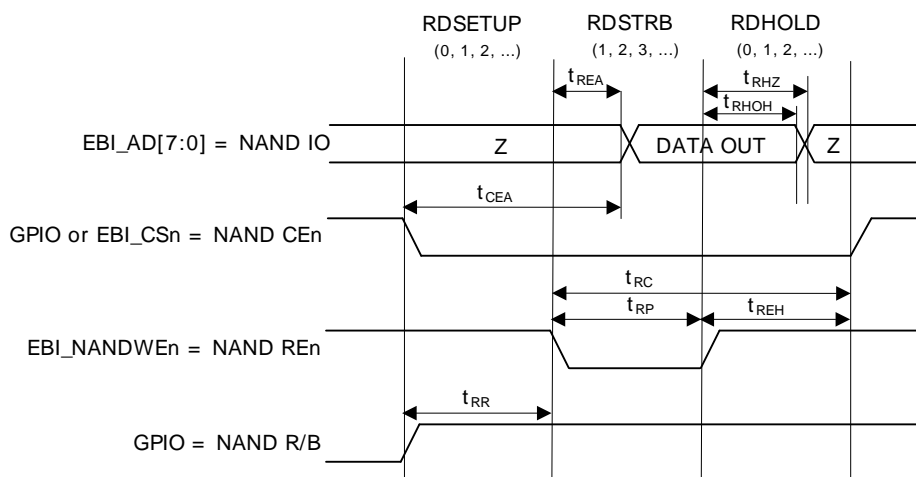 RDSETUP RDSTRB RDHOLD
(0, 1, 2, ...) (1, 2, 3, ...) (0, 1, 2, ...)
tREA tRHZ
tRHOH
EBI_AD[7:0] = NAND IO Z DATA OUT Z
tCEA
GPIO or EBI_CSn = NAND CEn
tRC
tRP tREH
EBI_NANDWEn = NAND REn
tRR
GPIO = NAND R/B